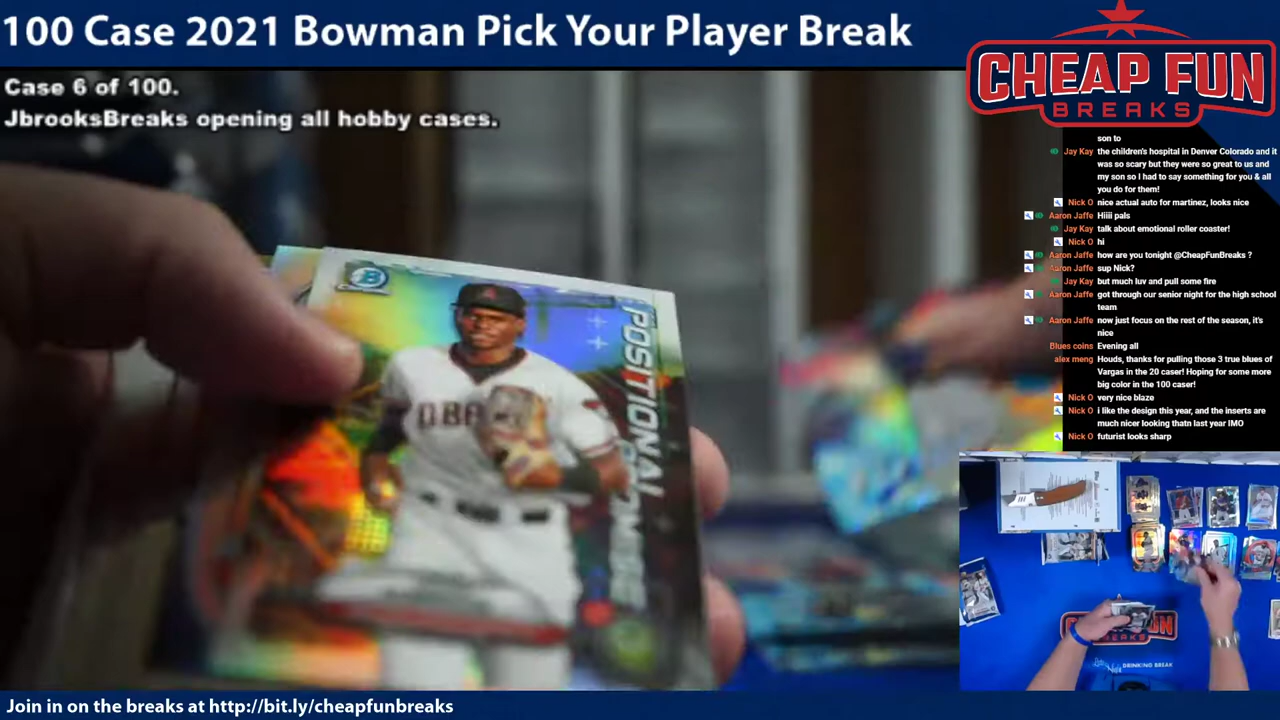 100 Case 2021 Bowman Pick Your Player Break
Case 6 of 100.
JbrooksBreaks opening all hobby cases.
CHEAP FUN
BREAKS
son to
Jay Kay the children's hospital in Denver Colorado and it
was so scary but they were so great to us and
my son so I had to say something for you & all
you do for them!
Nick O nice actual auto for martinez, looks nice
Aaron Jaffe Hiiii pals
Jay Kay talk about emotional roller coaster!
Nick O hi
Aaron Jaffe how are you tonight @CheapFunBreaks ?
Aaron Jaffe sup Nick?
Jay Kay but much luv and pull some fire
Aaron Jaffe got through our senior night for the high school
team
Aaron Jaffe now just focus on the rest of the season, it's
nice
Blues coins Evening all
alex meng Houds, thanks for pulling those 3 true blues of
Vargas in the 20 caser! Hoping for some more
big color in the 100 caser!
Nick O very nice blaze
Nick O i like the design this year, and the inserts are
much nicer looking thatn last year IMO
Nick O futurist looks sharp
POSITIONAL
B
CHEAP FUN
BREAKS
DRINKING BREAK
Join in on the breaks at http://bit.ly/cheapfunbreaks